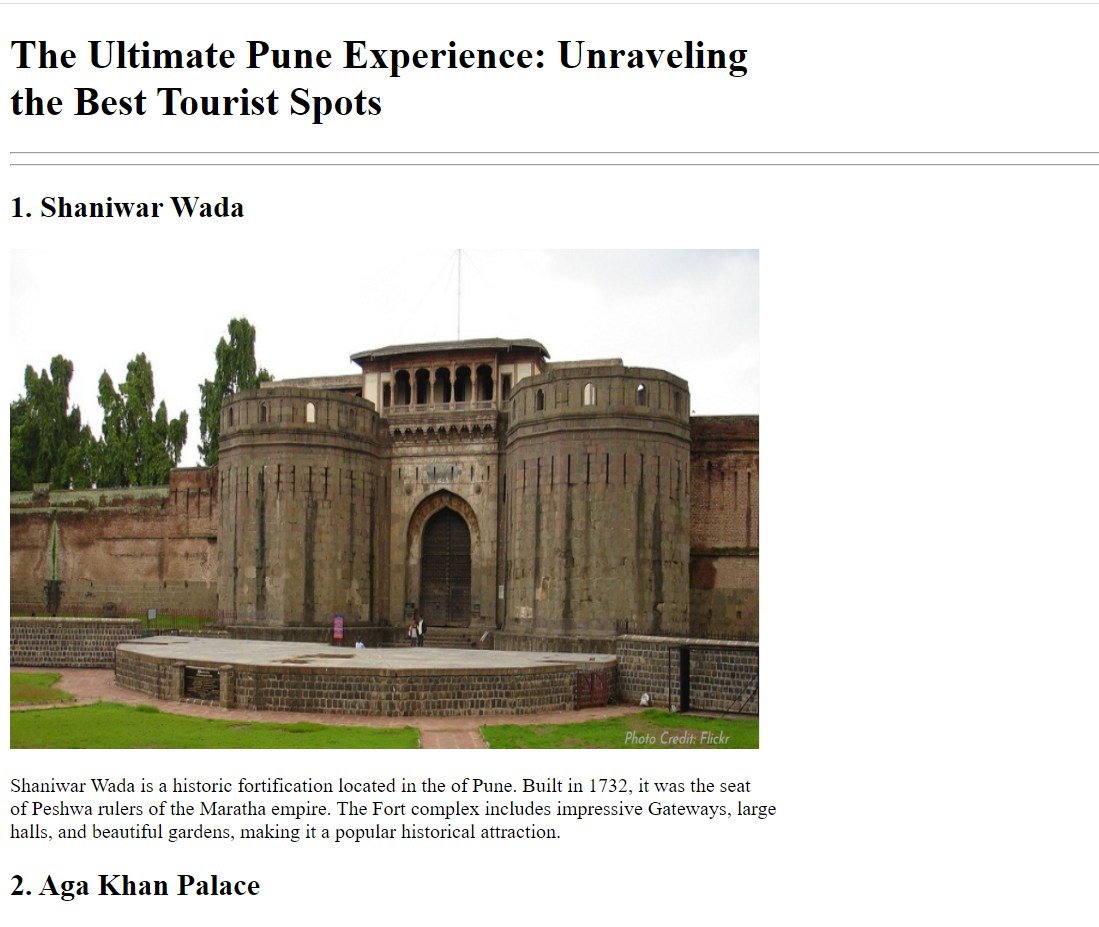 The Ultimate Pune Experience: Unraveling
the Best Tourist Spots
1. Shaniwar Wada
Photo Credit: Flickr
Shaniwar Wada is a historic fortification located in the of Pune. Built in 1732, it was the seat
of Peshwa rulers of the Maratha empire. The Fort complex includes impressive Gateways, large
halls, and beautiful gardens, making it a popular historical attraction.
2. Aga Khan Palace